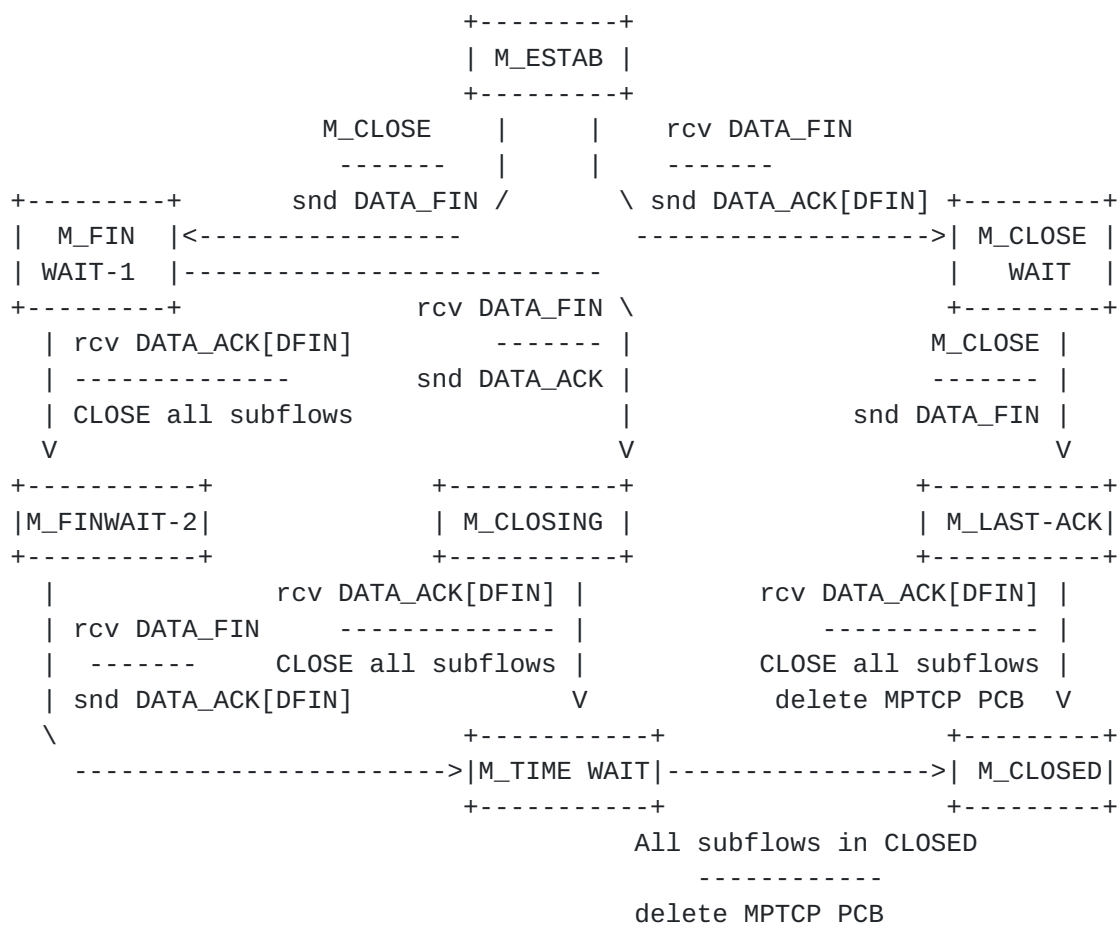 M_ESTAB
M_CLOSE rcv DATA_FIN
snd DATA_FIN snd DATA_ACK[DFIN]
M_FIN M_CLOSE
WAIT-1 WAIT
rcv DATA_FIN
rcv DATA_ACK[DFIN] M_CLOSE
snd DATA_ACK
CLOSE all subflows snd DATA_FIN
M_FINWAIT-2 M_CLOSING M_LAST-ACK
rcv DATA_ACK[DFIN] rcv DATA_ACK[DFIN]
rcv DATA_FIN
CLOSE all subflows CLOSE all subflows
snd DATA_ACK[DFIN] delete MPTCP PCB
M_TIME WAIT M_CLOSED
All subflows in CLOSED
delete MPTCP PCB